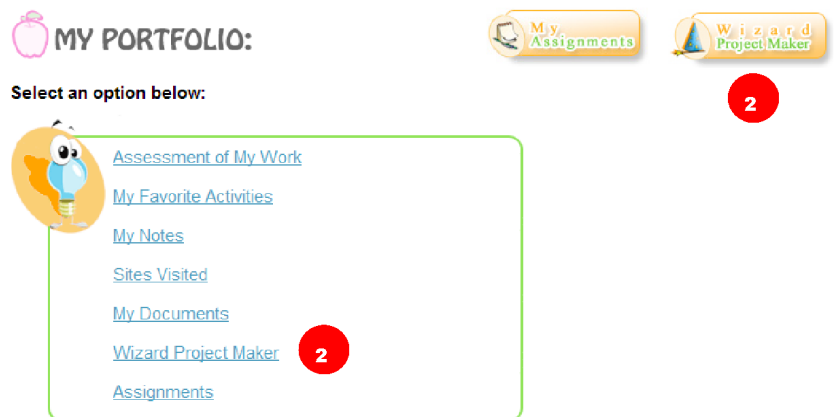 MY PORTFOLIO:
My
Assignments
Wizard
Project Maker
2
Select an option below:
Assessment of My Work
My Favorite Activities
My Notes
Sites Visited
My Documents
Wizard Project Maker
2
Assignments